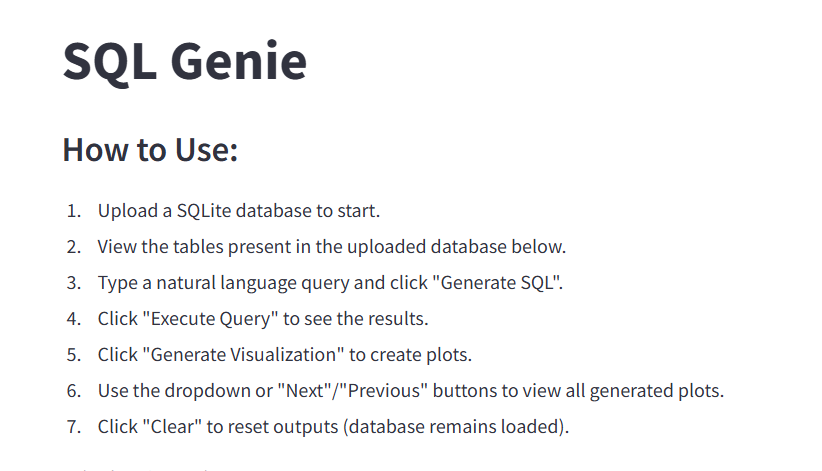 SQL Genie
How to Use:
1. Upload a SQLite database to start.
2. View the tables present in the uploaded database below.
3. Type a natural language query and click "Generate SQL".
4. Click "Execute Query" to see the results.
5. Click "Generate Visualization" to create plots.
6. Use the dropdown or "Next"/"Previous" buttons to view all generated plots.
7. Click "Clear" to reset outputs (database remains loaded).